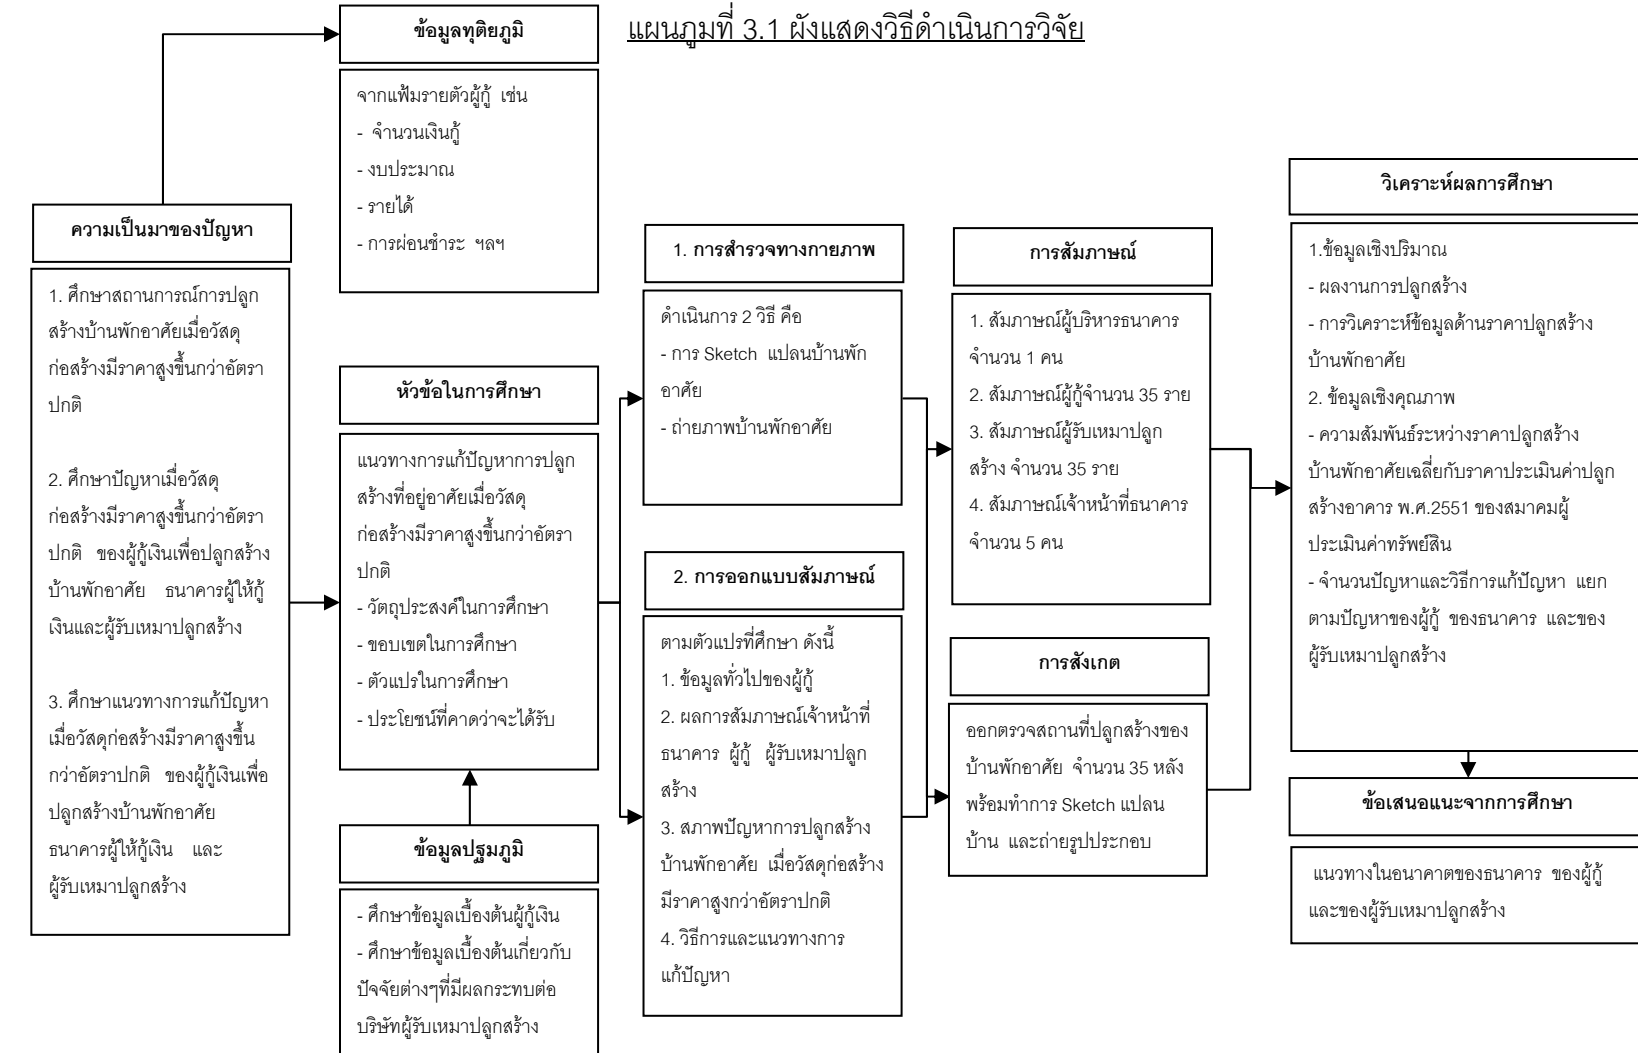 แผนภูมที่ 3.1 ผังแสดงวิธีดำเนินการวิจัย
ข้อมูลทุติยภูมิ
จากแฟ้มรายตัวผู้กู้ เช่น
- จำนวนเงินกู้
- งบประมาณ
- รายได้
- การผ่อนชำระ ฯลฯ
ความเป็นมาของปัญหา
1. ศึกษาสถานการณ์การปลูก
สร้างบ้านพักอาศัยเมื่อวัสดุ
ก่อสร้างมีราคาสูงขึ้นกว่าอัตรา
ปกติ
2. ศึกษาปัญหาเมื่อวัสดุ
ก่อสร้างมีราคาสูงขึ้นกว่าอัตรา
ปกติ ของผู้กู้เงินเพื่อปลูกสร้าง
บ้านพักอาศัย ธนาคารผู้ให้กู้
เงินและผู้รับเหมาปลูกสร้าง
3. ศึกษาแนวทางการแก้ปัญหา
เมื่อวัสดุก่อสร้างมีราคาสูงขึ้น
กว่าอัตราปกติ ของผู้กู้เงินเพื่อ
ปลูกสร้างบ้านพักอาศัย
ธนาคารผู้ให้กู้เงิน และ
ผู้รับเหมาปลูกสร้าง
หัวข้อในการศึกษา
แนวทางการแก้ปัญหาการปลูก
สร้างที่อยู่อาศัยเมื่อวัสดุ
ก่อสร้างมีราคาสูงขึ้นกว่าอัตรา
ปกติ
- วัตถุประสงค์ในการศึกษา
- ขอบเขตในการศึกษา
- ตัวแปรในการศึกษา
- ประโยชน์ที่คาดว่าจะได้รับ
ข้อมูลปฐมภูมิ
- ศึกษาข้อมูลเบื้องต้นผู้กู้เงิน
- ศึกษาข้อมูลเบื้องต้นเกี่ยวกับ
ปัจจัยต่างๆที่มีผลกระทบต่อ
บริษัทผู้รับเหมาปลูกสร้าง
1. การสำรวจทางกายภาพ
ดำเนินการ 2 วิธี คือ
- การ Sketch แปลนบ้านพัก
อาศัย
- ถ่ายภาพบ้านพักอาศัย
2. การออกแบบสัมภาษณ์
ตามตัวแปรที่ศึกษา ดังนี้
1. ข้อมูลทั่วไปของผู้กู้
2. ผลการสัมภาษณ์เจ้าหน้าที่
ธนาคาร ผู้กู้ ผู้รับเหมาปลูก
สร้าง
3. สภาพปัญหาการปลูกสร้าง
บ้านพักอาศัย เมื่อวัสดุก่อสร้าง
มีราคาสูงกว่าอัตราปกติ
4. วิธีการและแนวทางการ
แก้ปัญหา
การสัมภาษณ์
1. สัมภาษณ์ผู้บริหารธนาคาร
จำนวน 1 คน
2. สัมภาษณ์ผู้กู้จำนวน 35 ราย
3. สัมภาษณ์ผู้รับเหมาปลูก
สร้าง จำนวน 35 ราย
4. สัมภาษณ์เจ้าหน้าที่ธนาคาร
จำนวน 5 คน
การสังเกต
ออกตรวจสถานที่ปลูกสร้างของ
บ้านพักอาศัย จำนวน 35 หลัง
พร้อมทำการ Sketch แปลน
บ้าน และถ่ายรูปประกอบ
วิเคราะห์ผลการศึกษา
1.ข้อมูลเชิงปริมาณ
- ผลงานการปลูกสร้าง
- การวิเคราะห์ข้อมูลด้านราคาปลูกสร้าง
บ้านพักอาศัย
2. ข้อมูลเชิงคุณภาพ
- ความสัมพันธ์ระหว่างราคาปลูกสร้าง
บ้านพักอาศัยเฉลี่ยกับราคาประเมินค่าปลูก
สร้างอาคาร พ.ศ.2551 ของสมาคมผู้
ประเมินค่าทรัพย์สิน
- จำนวนปัญหาและวิธีการแก้ปัญหา แยก
ตามปัญหาของผู้กู้ ของธนาคาร และของ
ผู้รับเหมาปลูกสร้าง
ข้อเสนอแนะจากการศึกษา
แนวทางในอนาคาตของธนาคาร ของผู้กู้
และของผู้รับเหมาปลูกสร้าง